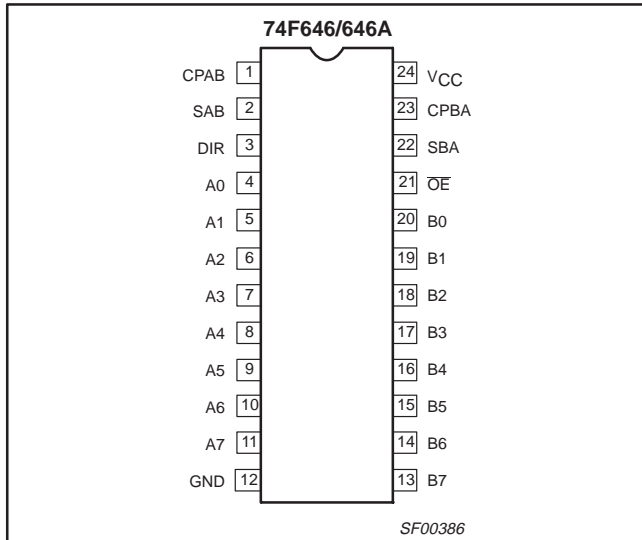 74F646/646A
CPAB 1 24 VCC
SAB 2 23 CPBA
DIR 3 22 SBA
A0 4 21 O̅E̅
A1 5 20 B0
A2 6 19 B1
A3 7 18 B2
A4 8 17 B3
A5 9 16 B4
A6 10 15 B5
A7 11 14 B6
GND 12 13 B7
SF00386